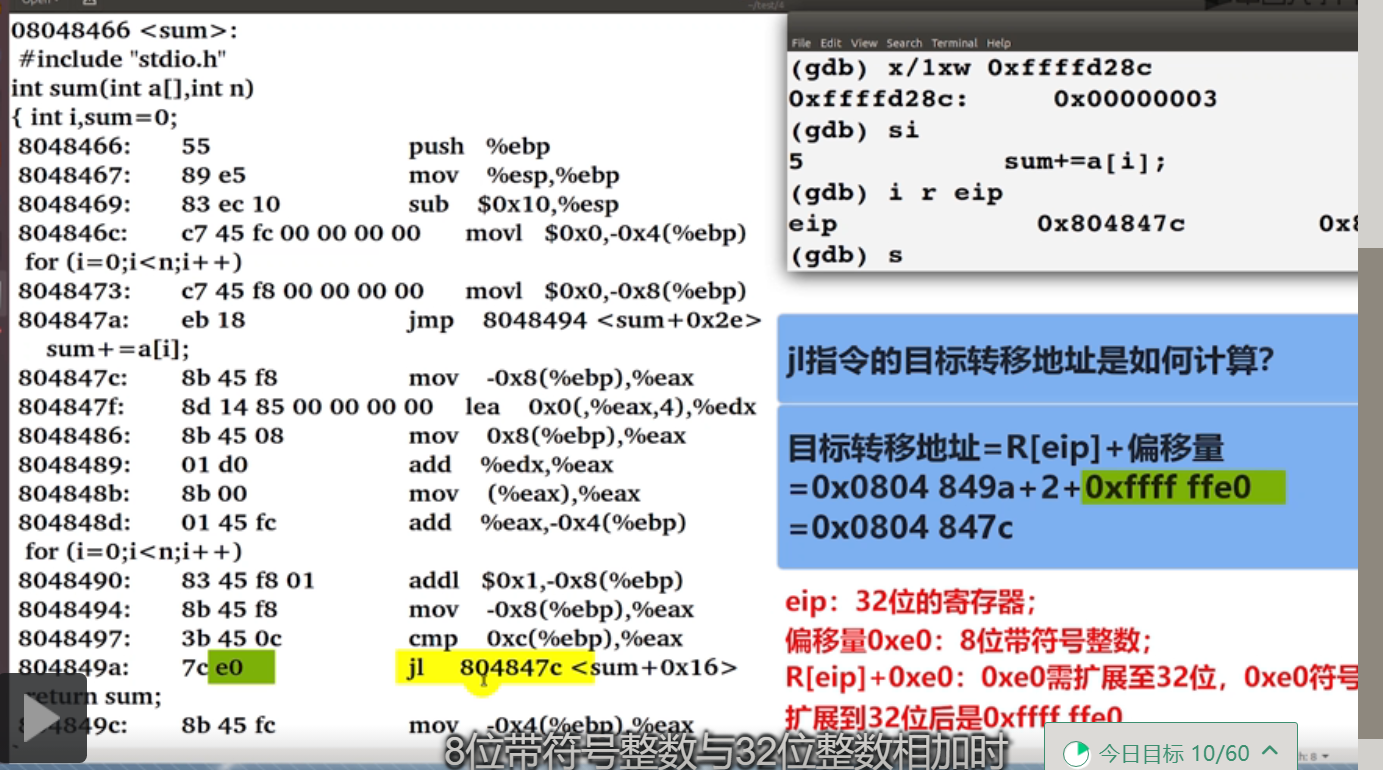 08048466 <sum>:
#include "stdio.h"
int sum(int a[],int n)
{ int i,sum=0;
8048466: 55 push %ebp
8048467: 89 e5 mov %esp,%ebp
8048469: 83 ec 10 sub $0x10,%esp
804846c: c7 45 fc 00 00 00 00 movl $0x0,-0x4(%ebp)
for (i=0;i<n;i++)
8048473: c7 45 f8 00 00 00 00 movl $0x0,-0x8(%ebp)
804847a: eb 18 jmp 8048494 <sum+0x2e>
sum+=a[i];
804847c: 8b 45 f8 mov -0x8(%ebp),%eax
804847f: 8d 14 85 00 00 00 00 lea 0x0(,%eax,4),%edx
8048486: 8b 45 08 mov 0x8(%ebp),%eax
8048489: 01 d0 add %edx,%eax
804848b: 8b 00 mov (%eax),%eax
804848d: 01 45 fc add %eax,-0x4(%ebp)
for (i=0;i<n;i++)
8048490: 83 45 f8 01 addl $0x1,-0x8(%ebp)
8048494: 8b 45 f8 mov -0x8(%ebp),%eax
8048497: 3b 45 0c cmp 0xc(%ebp),%eax
804849a: 7c e0 jl 804847c <sum+0x16>
return sum;
849c: 8b 45 fc mov -0x4(%ebp),%eax
File Edit View Search Terminal Help
(gdb) x/1xw 0xffffd28c
0xffffd28c: 0x00000003
(gdb) si
5 sum+=a[i];
(gdb) i r eip
eip 0x804847c 0x8
(gdb) s
jl指令的目标转移地址是如何计算?
目标转移地址=R[eip]+偏移量
=0x0804 849a+2+0xffff ffe0
=0x0804 847c
eip：32位的寄存器;
偏移量0xe0：8位带符号整数;
R[eip]+0xe0：0xe0需扩展至32位，0xe0符号
扩展到32位后是0xffff ffe0
8位带符号整数与32位整数相加时
今日目标 10/60